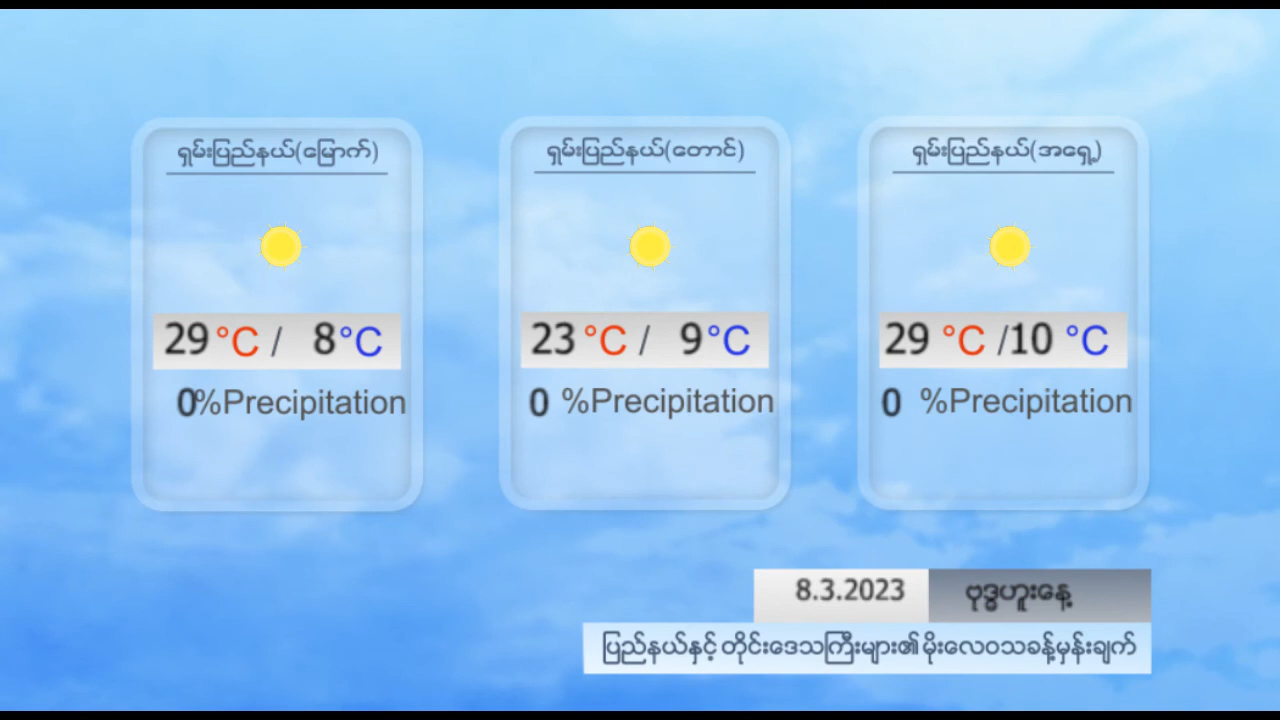 ရှမ်းပြည်နယ်(မြောက်)
29 °C / 8 °C
0 %Precipitation
ရှမ်းပြည်နယ်(တောင်)
23 °C / 9 °C
0 %Precipitation
ရှမ်းပြည်နယ်(အရှေ့)
29 °C /10 °C
0 %Precipitation
8.3.2023 ဗုဒ္ဓဟူးနေ့
ပြည်နယ်နှင့် တိုင်းဒေသကြီးများ၏ မိုးလေဝသခန့်မှန်းချက်